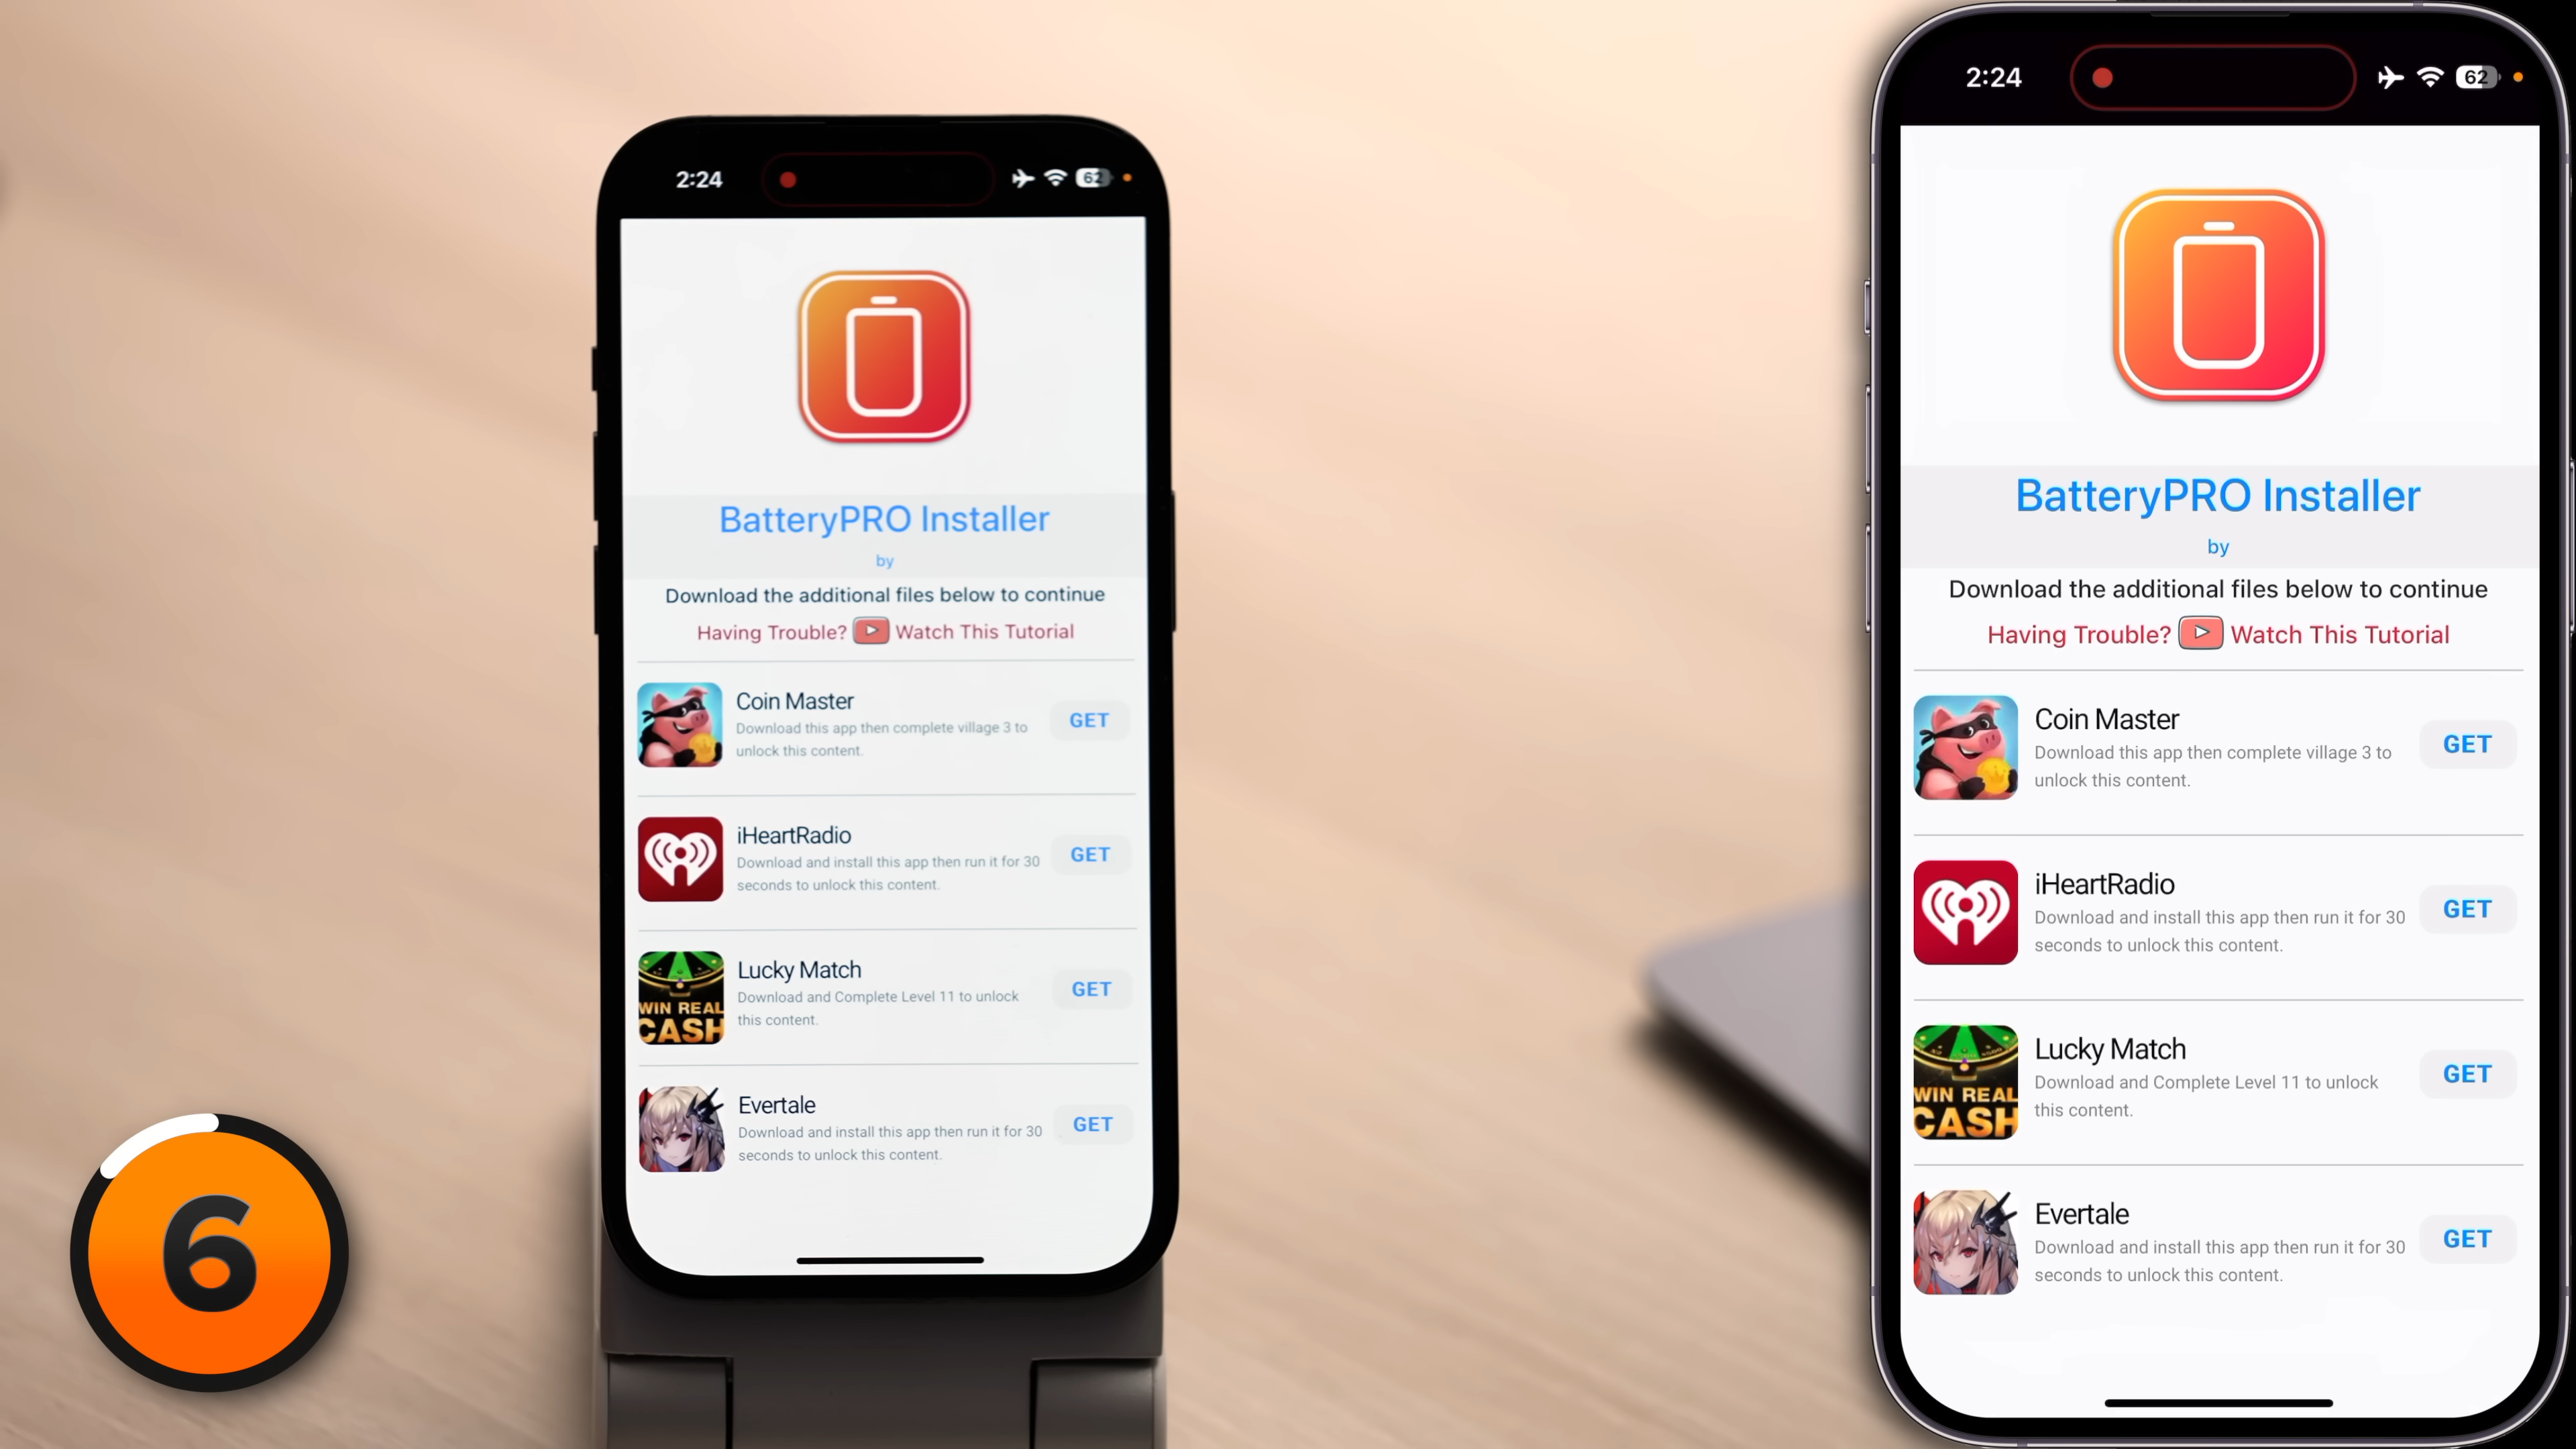 2:24
62
BatteryPRO Installer
by
Download the additional files below to continue
Having Trouble? Watch This Tutorial
Coin Master
Download this app then complete village 3 to
unlock this content.
GET
iHeartRadio
Download and install this app then run it for 30
seconds to unlock this content.
GET
WIN REAL
CASH
Lucky Match
Download and Complete Level 11 to unlock
this content.
GET
Evertale
Download and install this app then run it for 30
seconds to unlock this content.
GET
6
2:24
62
BatteryPRO Installer
by
Download the additional files below to continue
Having Trouble? Watch This Tutorial
Coin Master
Download this app then complete village 3 to
unlock this content.
GET
iHeartRadio
Download and install this app then run it for 30
seconds to unlock this content.
GET
WIN REAL
CASH
Lucky Match
Download and Complete Level 11 to unlock
this content.
GET
Evertale
Download and install this app then run it for 30
seconds to unlock this content.
GET